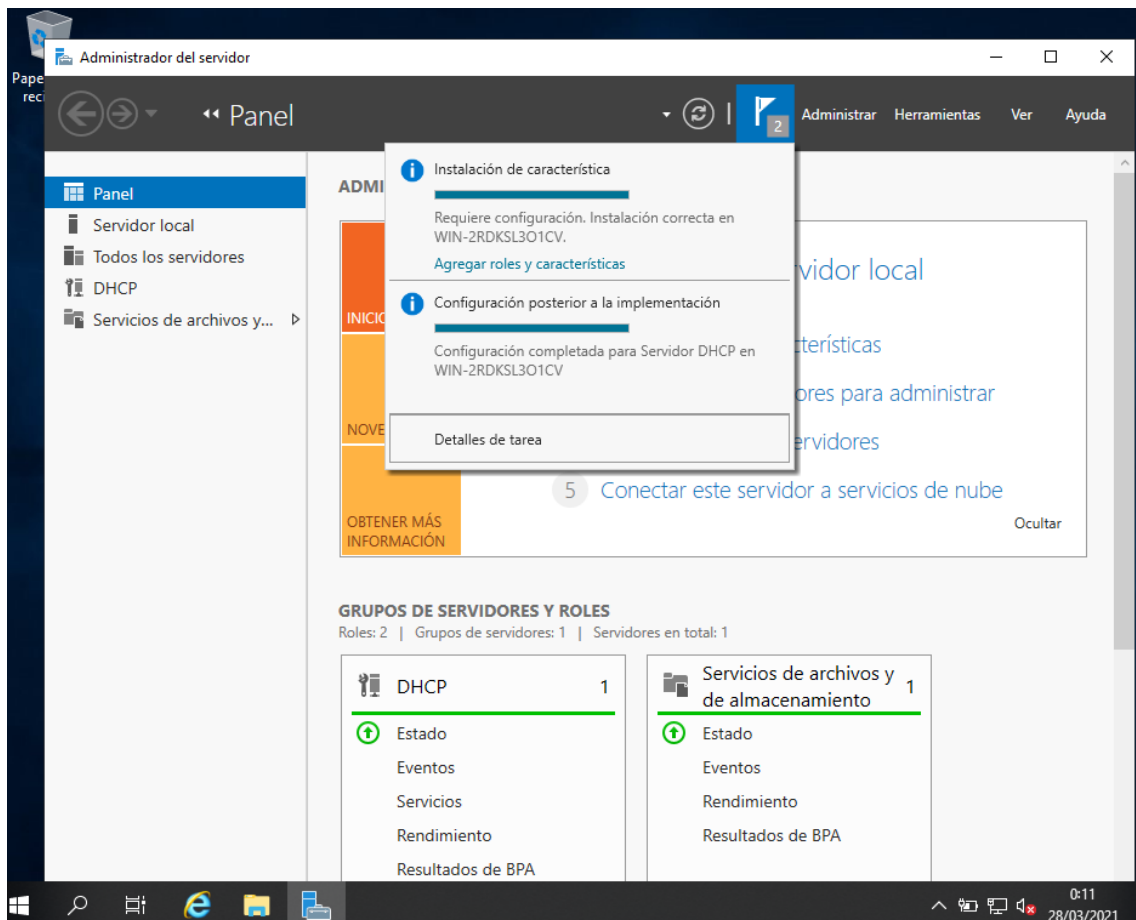 Pape
reci
Administrador del servidor
Panel
2
Administrar
Herramientas
Ver
Ayuda
Panel
Servidor local
Todos los servidores
DHCP
Servicios de archivos y...
ADMI
Instalación de característica
Requiere configuración. Instalación correcta en
WIN-2RDKSL3O1CV.
Agregar roles y características
Configuración posterior a la implementación
Configuración completada para Servidor DHCP en
WIN-2RDKSL3O1CV
Detalles de tarea
INICIO
NOVE
OBTENER MÁS
INFORMACIÓN
vidor local
terísticas
ores para administrar
ervidores
5 Conectar este servidor a servicios de nube
Ocultar
GRUPOS DE SERVIDORES Y ROLES
Roles: 2 | Grupos de servidores: 1 | Servidores en total: 1
DHCP 1
Estado
Eventos
Servicios
Rendimiento
Resultados de BPA
Servicios de archivos y
de almacenamiento 1
Estado
Eventos
Rendimiento
Resultados de BPA
0:11
28/03/2021